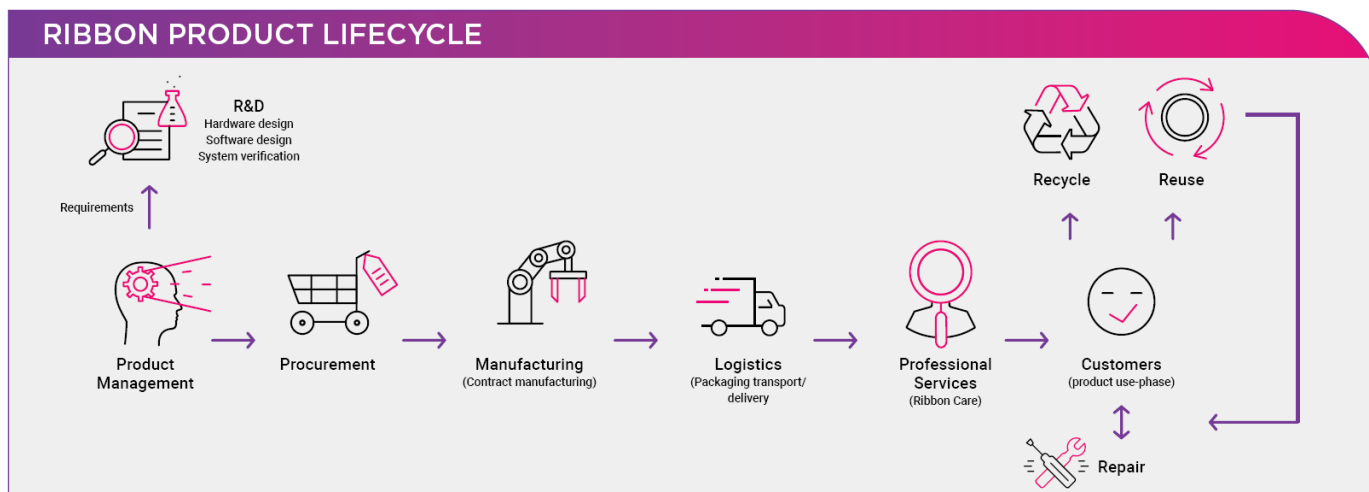 RIBBON PRODUCT LIFECYCLE
R&D
Hardware design
Software design
System verification
Requirements
Recycle
Reuse
Product
Management
Procurement
Manufacturing
(Contract manufacturing)
Logistics
(Packaging transport/
delivery
Professional
Services
(Ribbon Care)
Customers
(product use-phase)
Repair